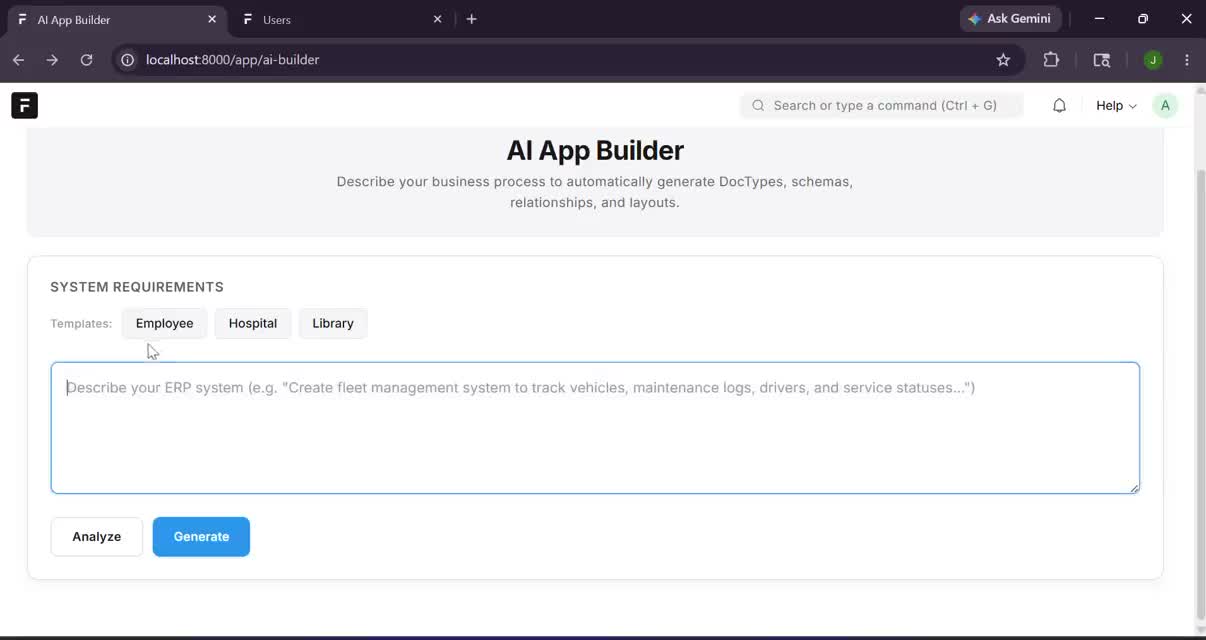 AI App Builder
Users
Ask Gemini
localhost:8000/app/ai-builder
J
F
Search or type a command (Ctrl + G)
Help
A
AI App Builder
Describe your business process to automatically generate DocTypes, schemas,
relationships, and layouts.
SYSTEM REQUIREMENTS
Templates: Employee Hospital Library
Describe your ERP system (e.g. "Create fleet management system to track vehicles, maintenance logs, drivers, and service statuses...")
Analyze Generate